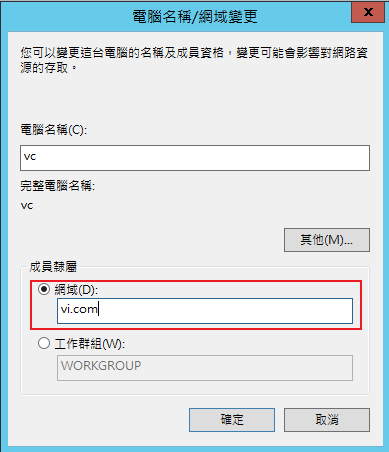 電腦名稱/網域變更
x
您可以變更這台電腦的名稱及成員資格，變更可能會影響對網路資
源的存取。
電腦名稱(C):
vc
完整電腦名稱:
vc
其他(M)...
成員隸屬
網域(D):
vi.com
工作群組(W):
WORKGROUP
確定
取消